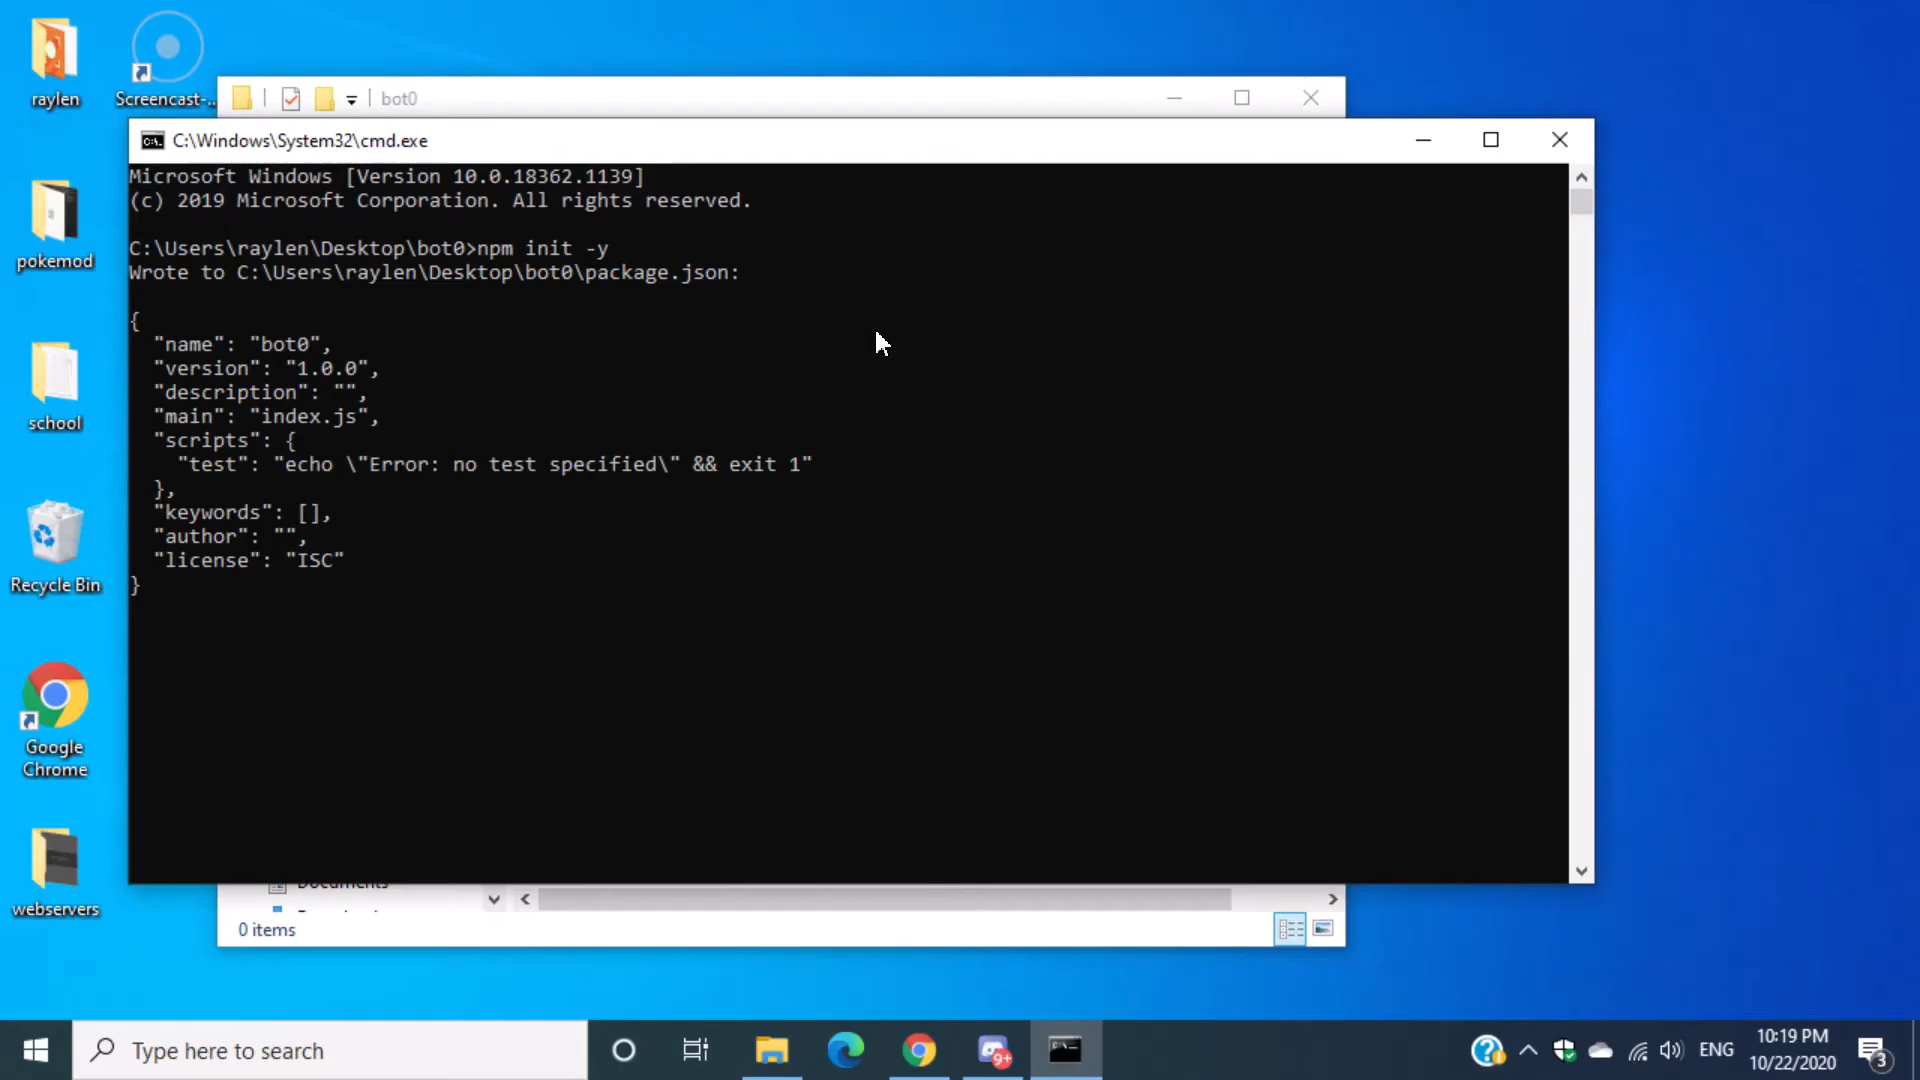 raylen
Screencast-...
pokemod
school
Recycle Bin
Google
Chrome
webservers
bot0
C:\Windows\System32\cmd.exe
Microsoft Windows [Version 10.0.18362.1139]
(c) 2019 Microsoft Corporation. All rights reserved.
C:\Users\raylen\Desktop\bot0>npm init -y
Wrote to C:\Users\raylen\Desktop\bot0\package.json:
{
  "name": "bot0",
  "version": "1.0.0",
  "description": "",
  "main": "index.js",
  "scripts": {
    "test": "echo \"Error: no test specified\" && exit 1"
  },
  "keywords": [],
  "author": "",
  "license": "ISC"
}
Documents
0 items
Type here to search
9+
ENG
10:19 PM
10/22/2020
3